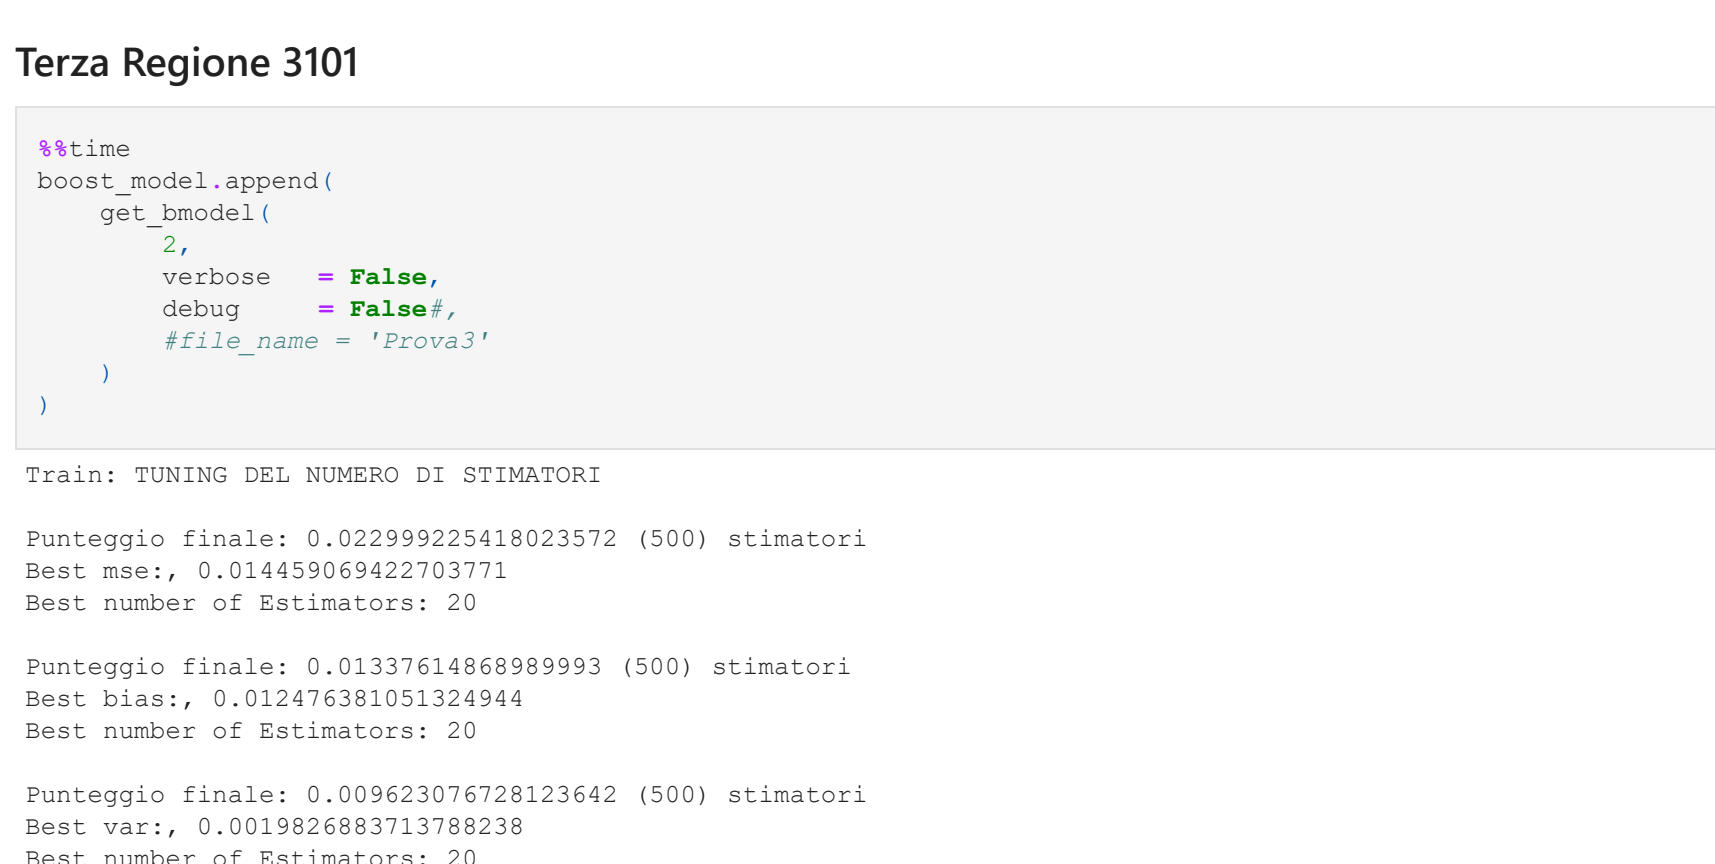 Terza Regione 3101
%%time
boost_model.append(
get_bmodel(
2,
verbose = False,
debug = False#,
#file_name = 'Prova3'
)
)
Train: TUNING DEL NUMERO DI STIMATORI
Punteggio finale: 0.022999225418023572 (500) stimatori
Best mse:, 0.014459069422703771
Best number of Estimators: 20
Punteggio finale: 0.01337614868989993 (500) stimatori
Best bias:, 0.012476381051324944
Best number of Estimators: 20
Punteggio finale: 0.009623076728123642 (500) stimatori
Best var:, 0.0019826883713788238
Best number of Estimators: 20